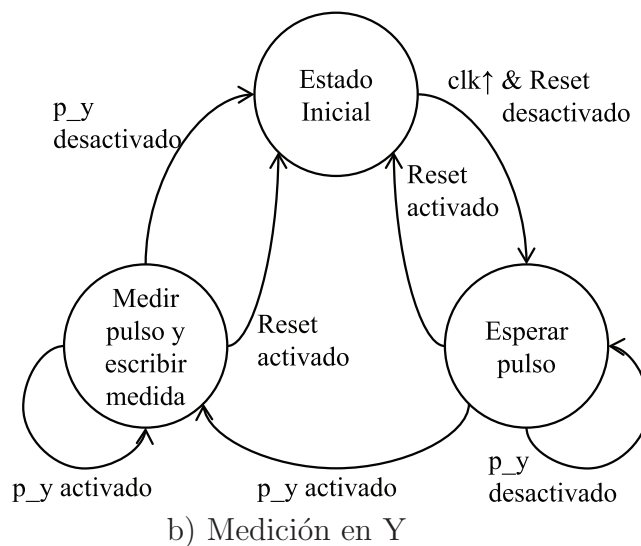 Estado
Inicial
clk↑ & Reset
desactivado
p_y
desactivado
Reset
activado
Medir
pulso y
escribir
medida
Reset
activado
Esperar
pulso
p_y activado
p_y activado
p_y
desactivado
b) Medición en Y